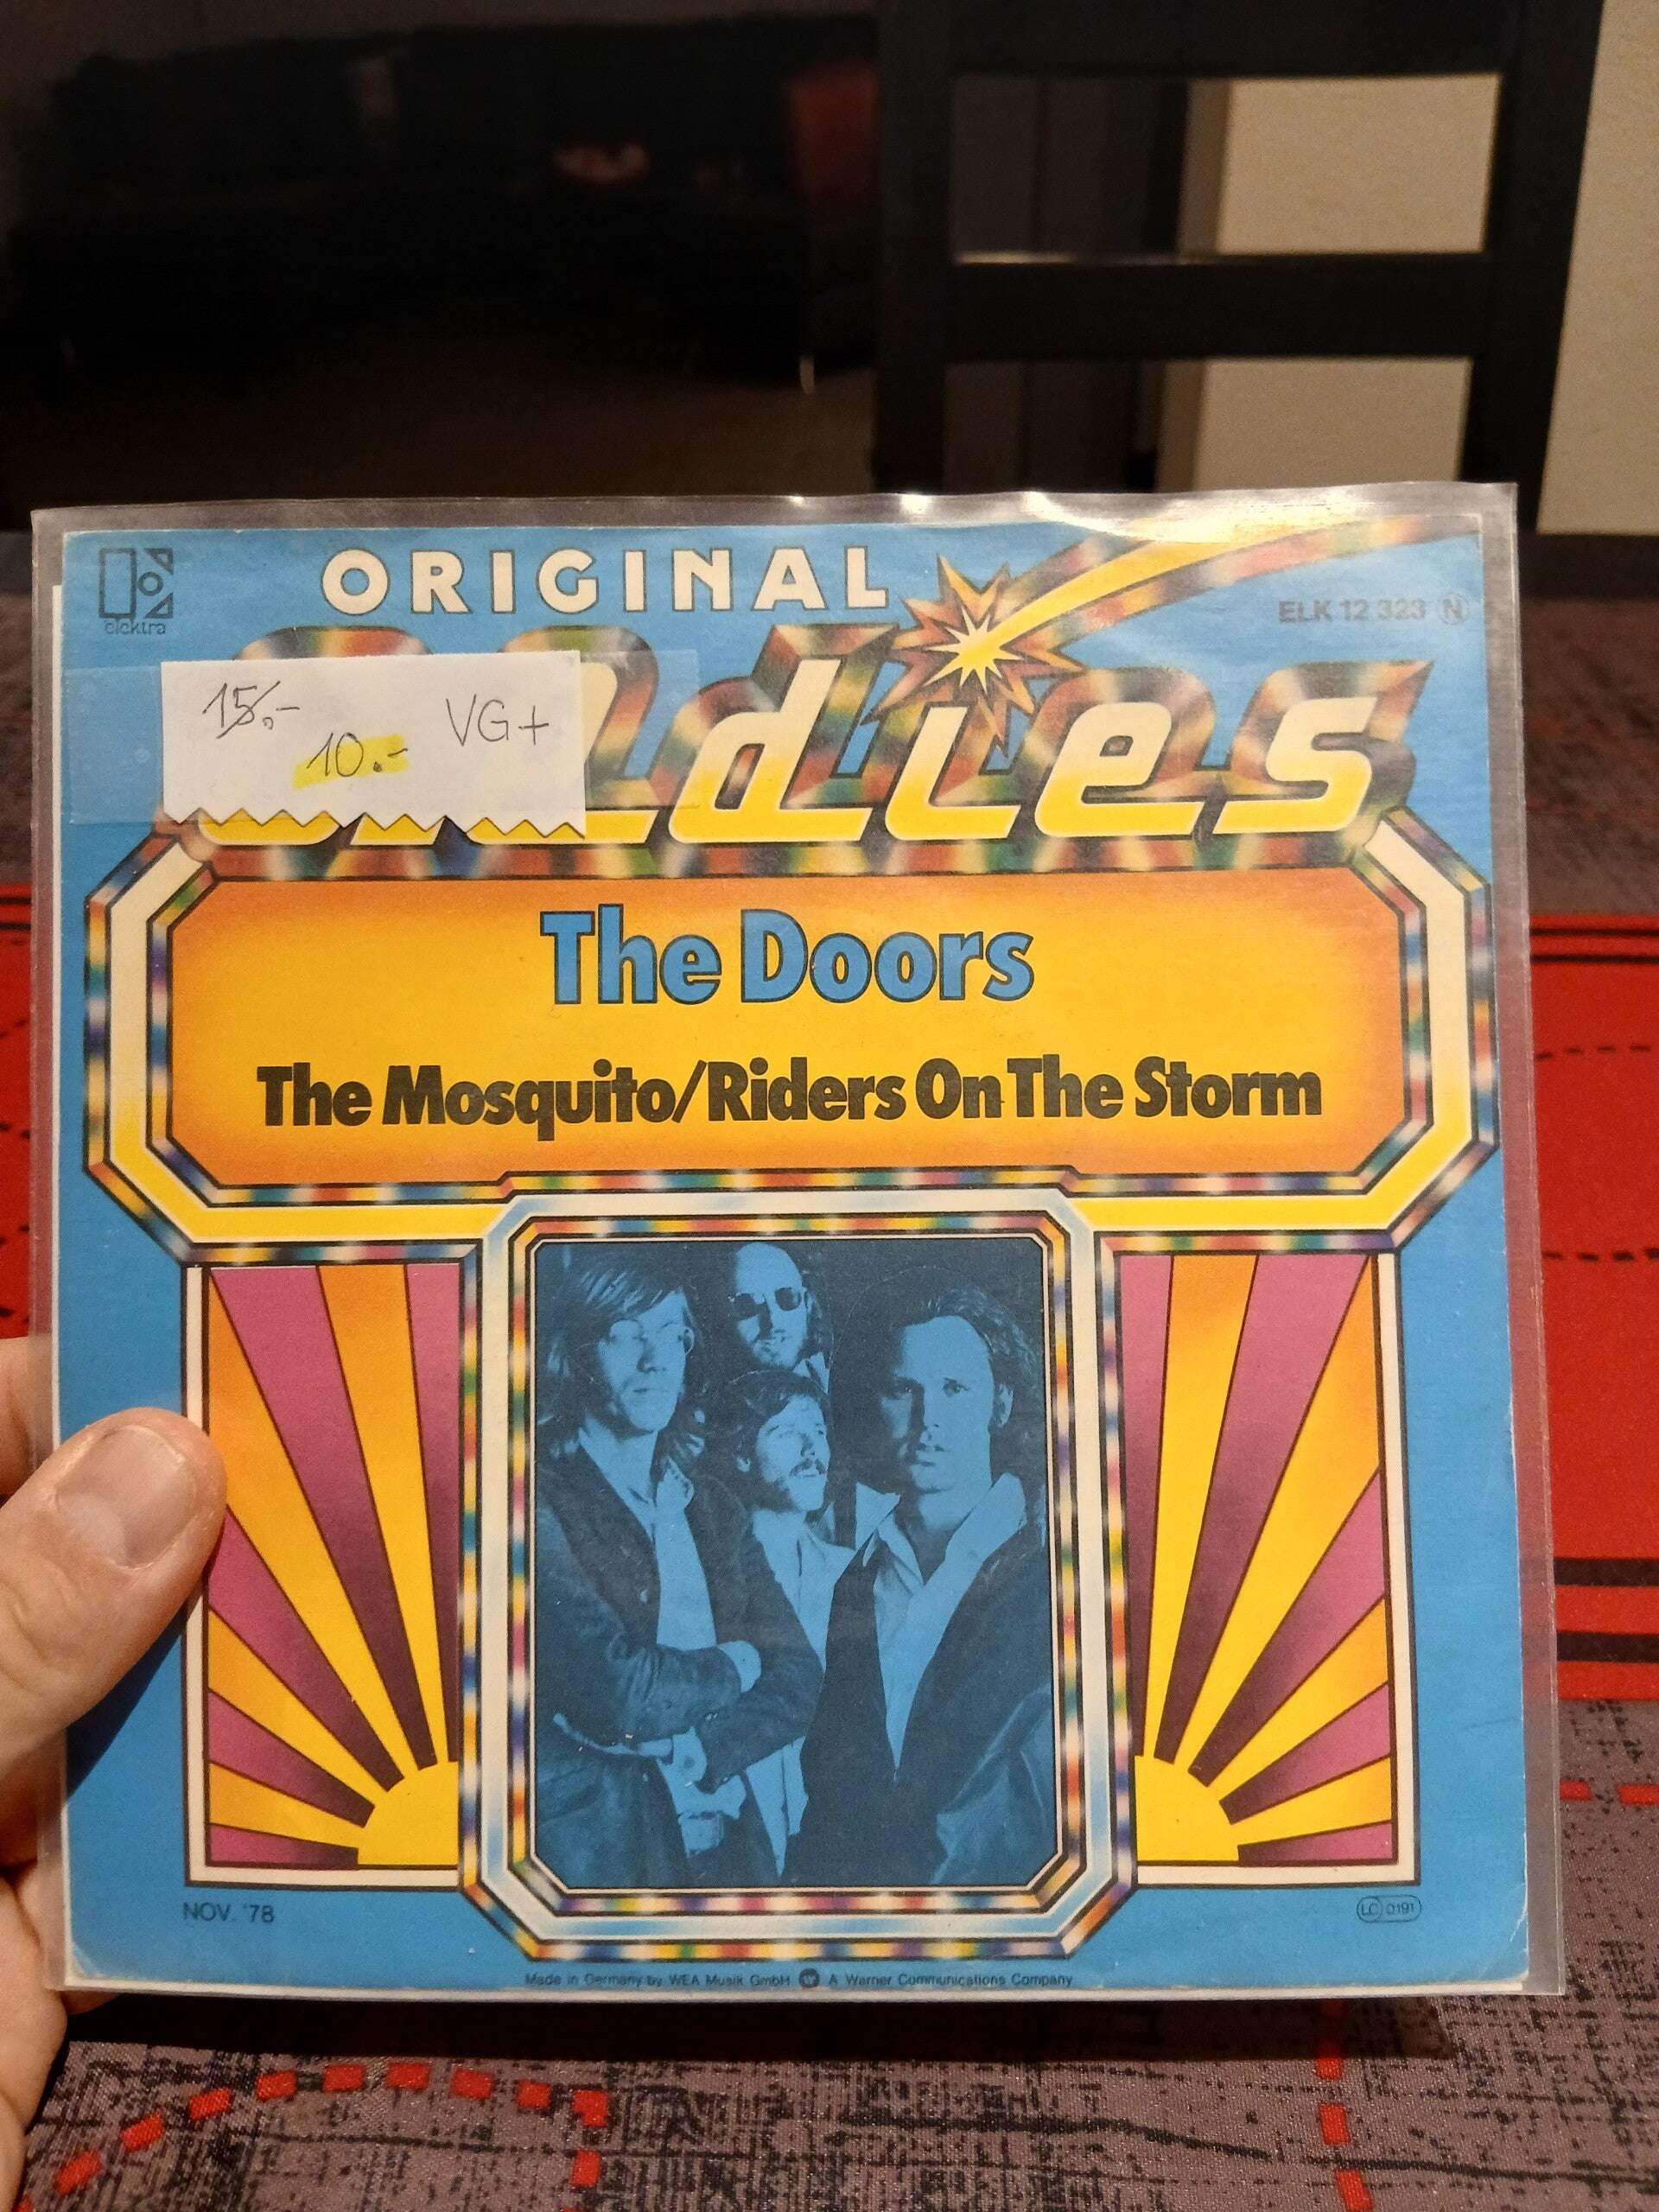 ORIGINAL
elektra
ELK 12 323 N
Oldies
15.-
10.-
VG+
The Doors
The Mosquito/Riders On The Storm
NOV. '78
LC 0191
Made in Germany by WEA Musik GmbH W A Warner Communications Company